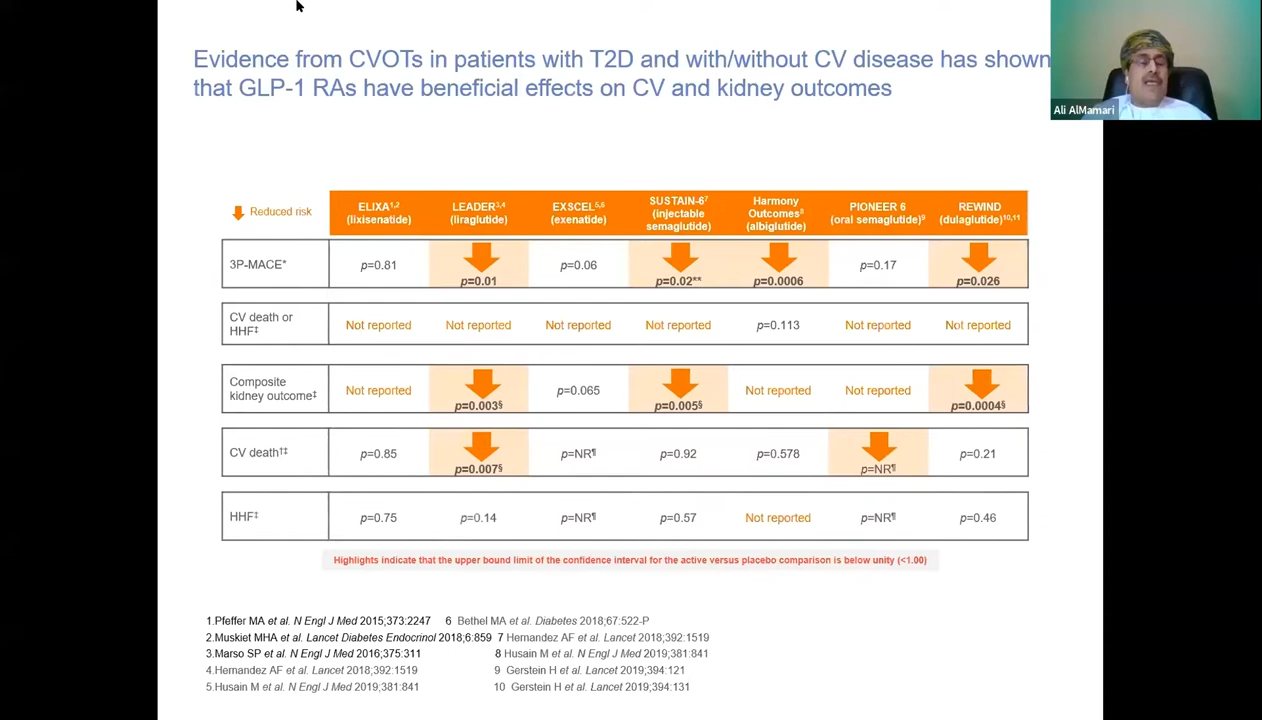 Evidence from CVOTs in patients with T2D and with/without CV disease has shown
that GLP-1 RAs have beneficial effects on CV and kidney outcomes
Ali AlMamari
Reduced risk
ELIXA1,2 (lixisenatide)
LEADER3,4 (liraglutide)
EXSCEL5,6 (exenatide)
SUSTAIN-67 (injectable semaglutide)
Harmony Outcomes8 (albiglutide)
PIONEER 6 (oral semaglutide)9
REWIND (dulaglutide)10,11
3P-MACE* p=0.81 p=0.01 p=0.06 p=0.02** p=0.0006 p=0.17 p=0.026
CV death or HHF‡ Not reported Not reported Not reported Not reported p=0.113 Not reported Not reported
Composite kidney outcome‡ Not reported p=0.003§ p=0.065 p=0.005§ Not reported Not reported p=0.0004§
CV death†‡ p=0.85 p=0.007§ p=NR¶ p=0.92 p=0.578 p=NR¶ p=0.21
HHF‡ p=0.75 p=0.14 p=NR¶ p=0.57 Not reported p=NR¶ p=0.46
Highlights indicate that the upper bound limit of the confidence interval for the active versus placebo comparison is below unity (<1.00)
1.Pfeffer MA et al. N Engl J Med 2015;373:2247
2.Muskiet MHA et al. Lancet Diabetes Endocrinol 2018;6:859
3.Marso SP et al. N Engl J Med 2016;375:311
4.Hernandez AF et al. Lancet 2018;392:1519
5.Husain M et al. N Engl J Med 2019;381:841
6 Bethel MA et al. Diabetes 2018;67:522-P
7 Hernandez AF et al. Lancet 2018;392:1519
8 Husain M et al. N Engl J Med 2019;381:841
9 Gerstein H et al. Lancet 2019;394:121
10 Gerstein H et al. Lancet 2019;394:131